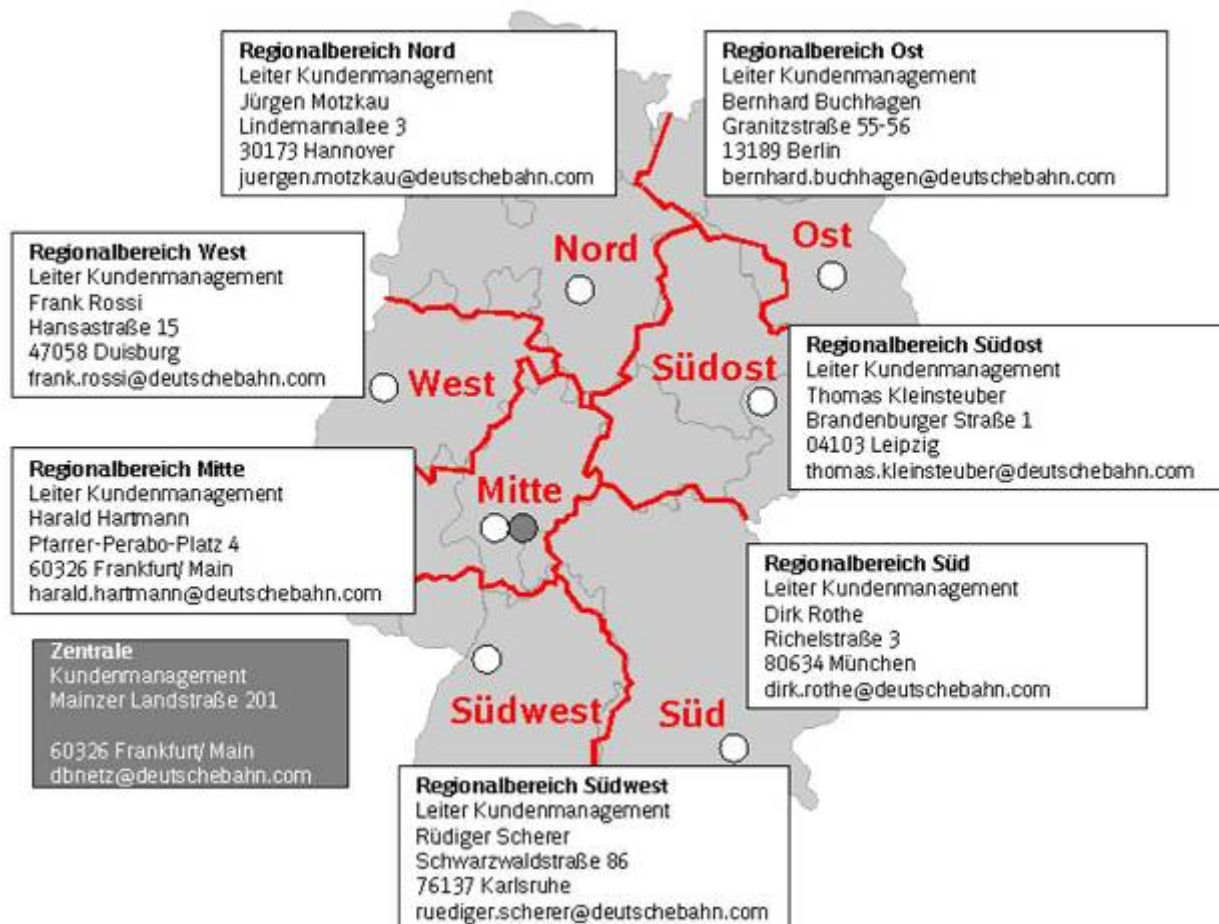 Regionalbereich Nord
Leiter Kundenmanagement
Jürgen Motzkau
Lindemannallee 3
30173 Hannover
juergen.motzkau@deutschebahn.com
Regionalbereich Ost
Leiter Kundenmanagement
Bernhard Buchhagen
Granitzstraße 55-56
13189 Berlin
bernhard.buchhagen@deutschebahn.com
Nord
Ost
Regionalbereich West
Leiter Kundenmanagement
Frank Rossi
Hansastraße 15
47058 Duisburg
frank.rossi@deutschebahn.com
West
Südost
Regionalbereich Südost
Leiter Kundenmanagement
Thomas Kleinsteuber
Brandenburger Straße 1
04103 Leipzig
thomas.kleinsteuber@deutschebahn.com
Regionalbereich Mitte
Leiter Kundenmanagement
Harald Hartmann
Pfarrer-Perabo-Platz 4
60326 Frankfurt/ Main
harald.hartmann@deutschebahn.com
Mitte
Regionalbereich Süd
Leiter Kundenmanagement
Dirk Rothe
Richelstraße 3
80634 München
dirk.rothe@deutschebahn.com
Zentrale
Kundenmanagement
Mainzer Landstraße 201
60326 Frankfurt/ Main
dbnetz@deutschebahn.com
Südwest
Süd
Regionalbereich Südwest
Leiter Kundenmanagement
Rüdiger Scherer
Schwarzwaldstraße 86
76137 Karlsruhe
ruediger.scherer@deutschebahn.com